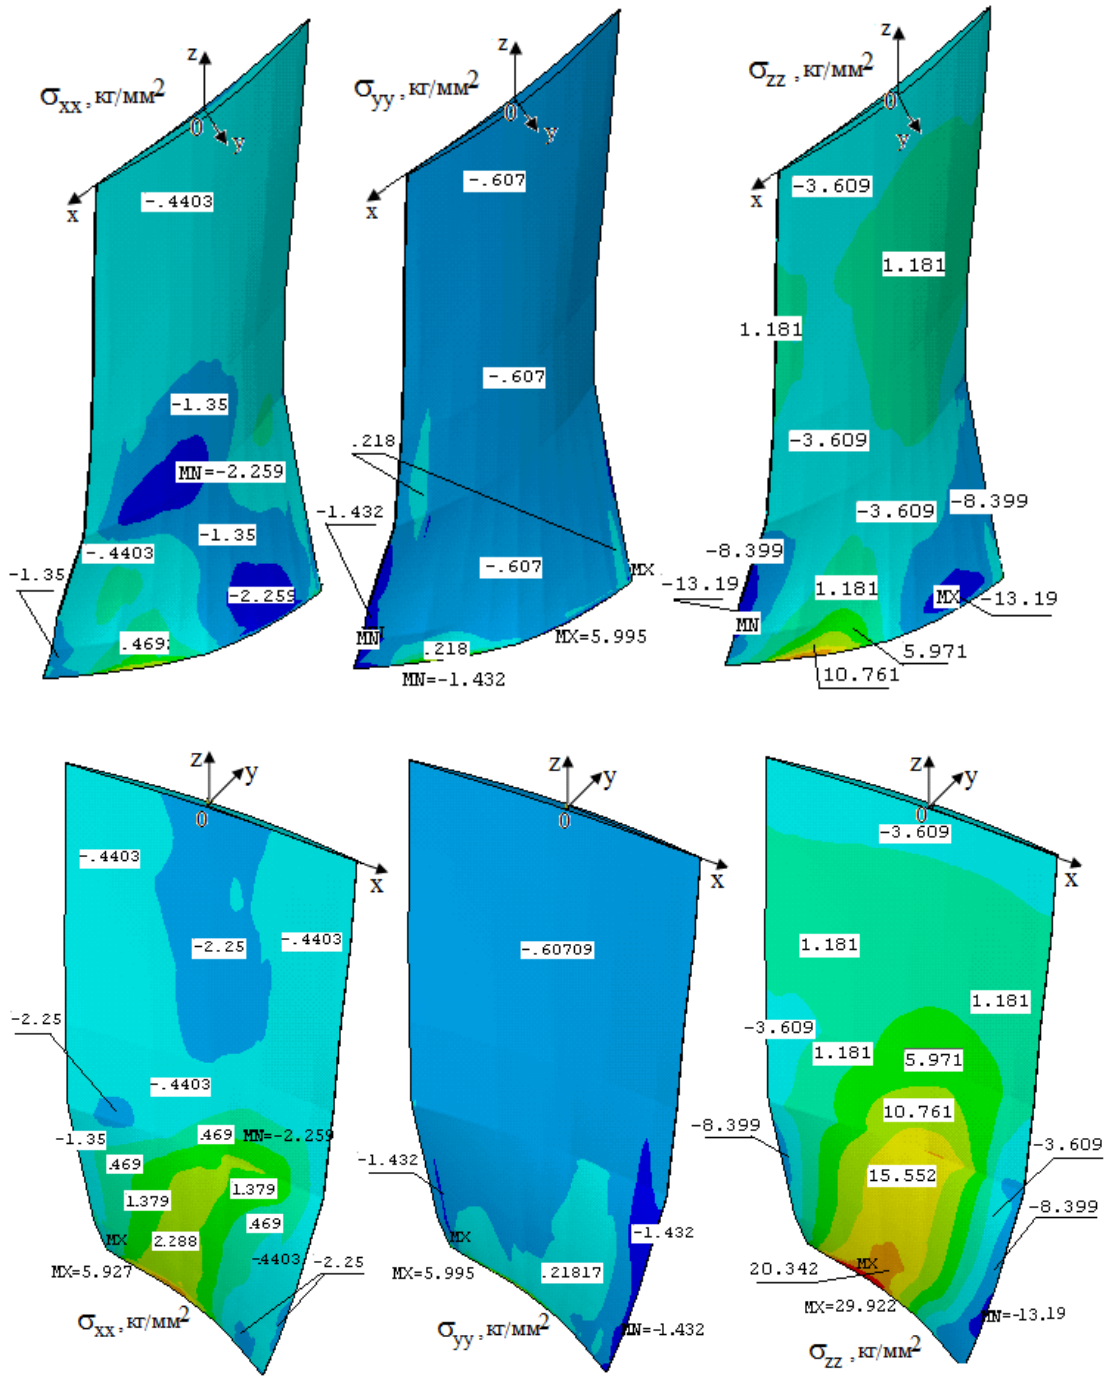 z
σxx , кг/мм²
0
y
x
-.4403
-1.35
MN=-2.259
-1.35
-.4403
-1.35
-2.259
.469
z
σyy , кг/мм²
0
y
x
-.607
-.607
.218
-1.432
-.607
MX
MN
MX=5.995
.218
MN=-1.432
z
σzz , кг/мм²
0
y
x
-3.609
1.181
1.181
-3.609
-8.399
-3.609
-8.399
-13.19
1.181
MX
-13.19
MN
5.971
10.761
z
y
0
x
-.4403
-.4403
-2.25
-2.25
-.4403
.469
MN=-2.259
-1.35
.469
1.379
1.379
.469
MX
2.288
-.4403
-2.25
MX=5.927
σxx , кг/мм²
z
y
0
x
-.60709
-1.432
-1.432
MX
MX=5.995
.21817
MN=-1.432
σyy , кг/мм²
z
y
0
x
-3.609
1.181
1.181
-3.609
1.181
5.971
10.761
-8.399
-3.609
15.552
-8.399
20.342
MX
MX=29.922
MN=-13.19
σzz , кг/мм²